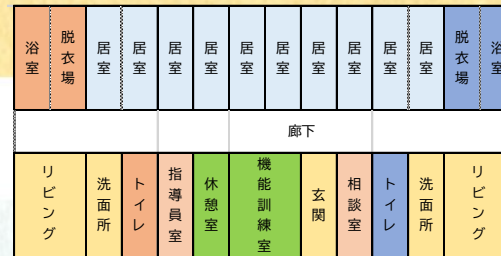 浴室
脱衣場
居室
居室
居室
居室
居室
居室
居室
居室
居室
居室
脱衣場
浴室
廊下
リビング
洗面所
トイレ
指導員室
休憩室
機能訓練室
玄関
相談室
トイレ
洗面所
リビング